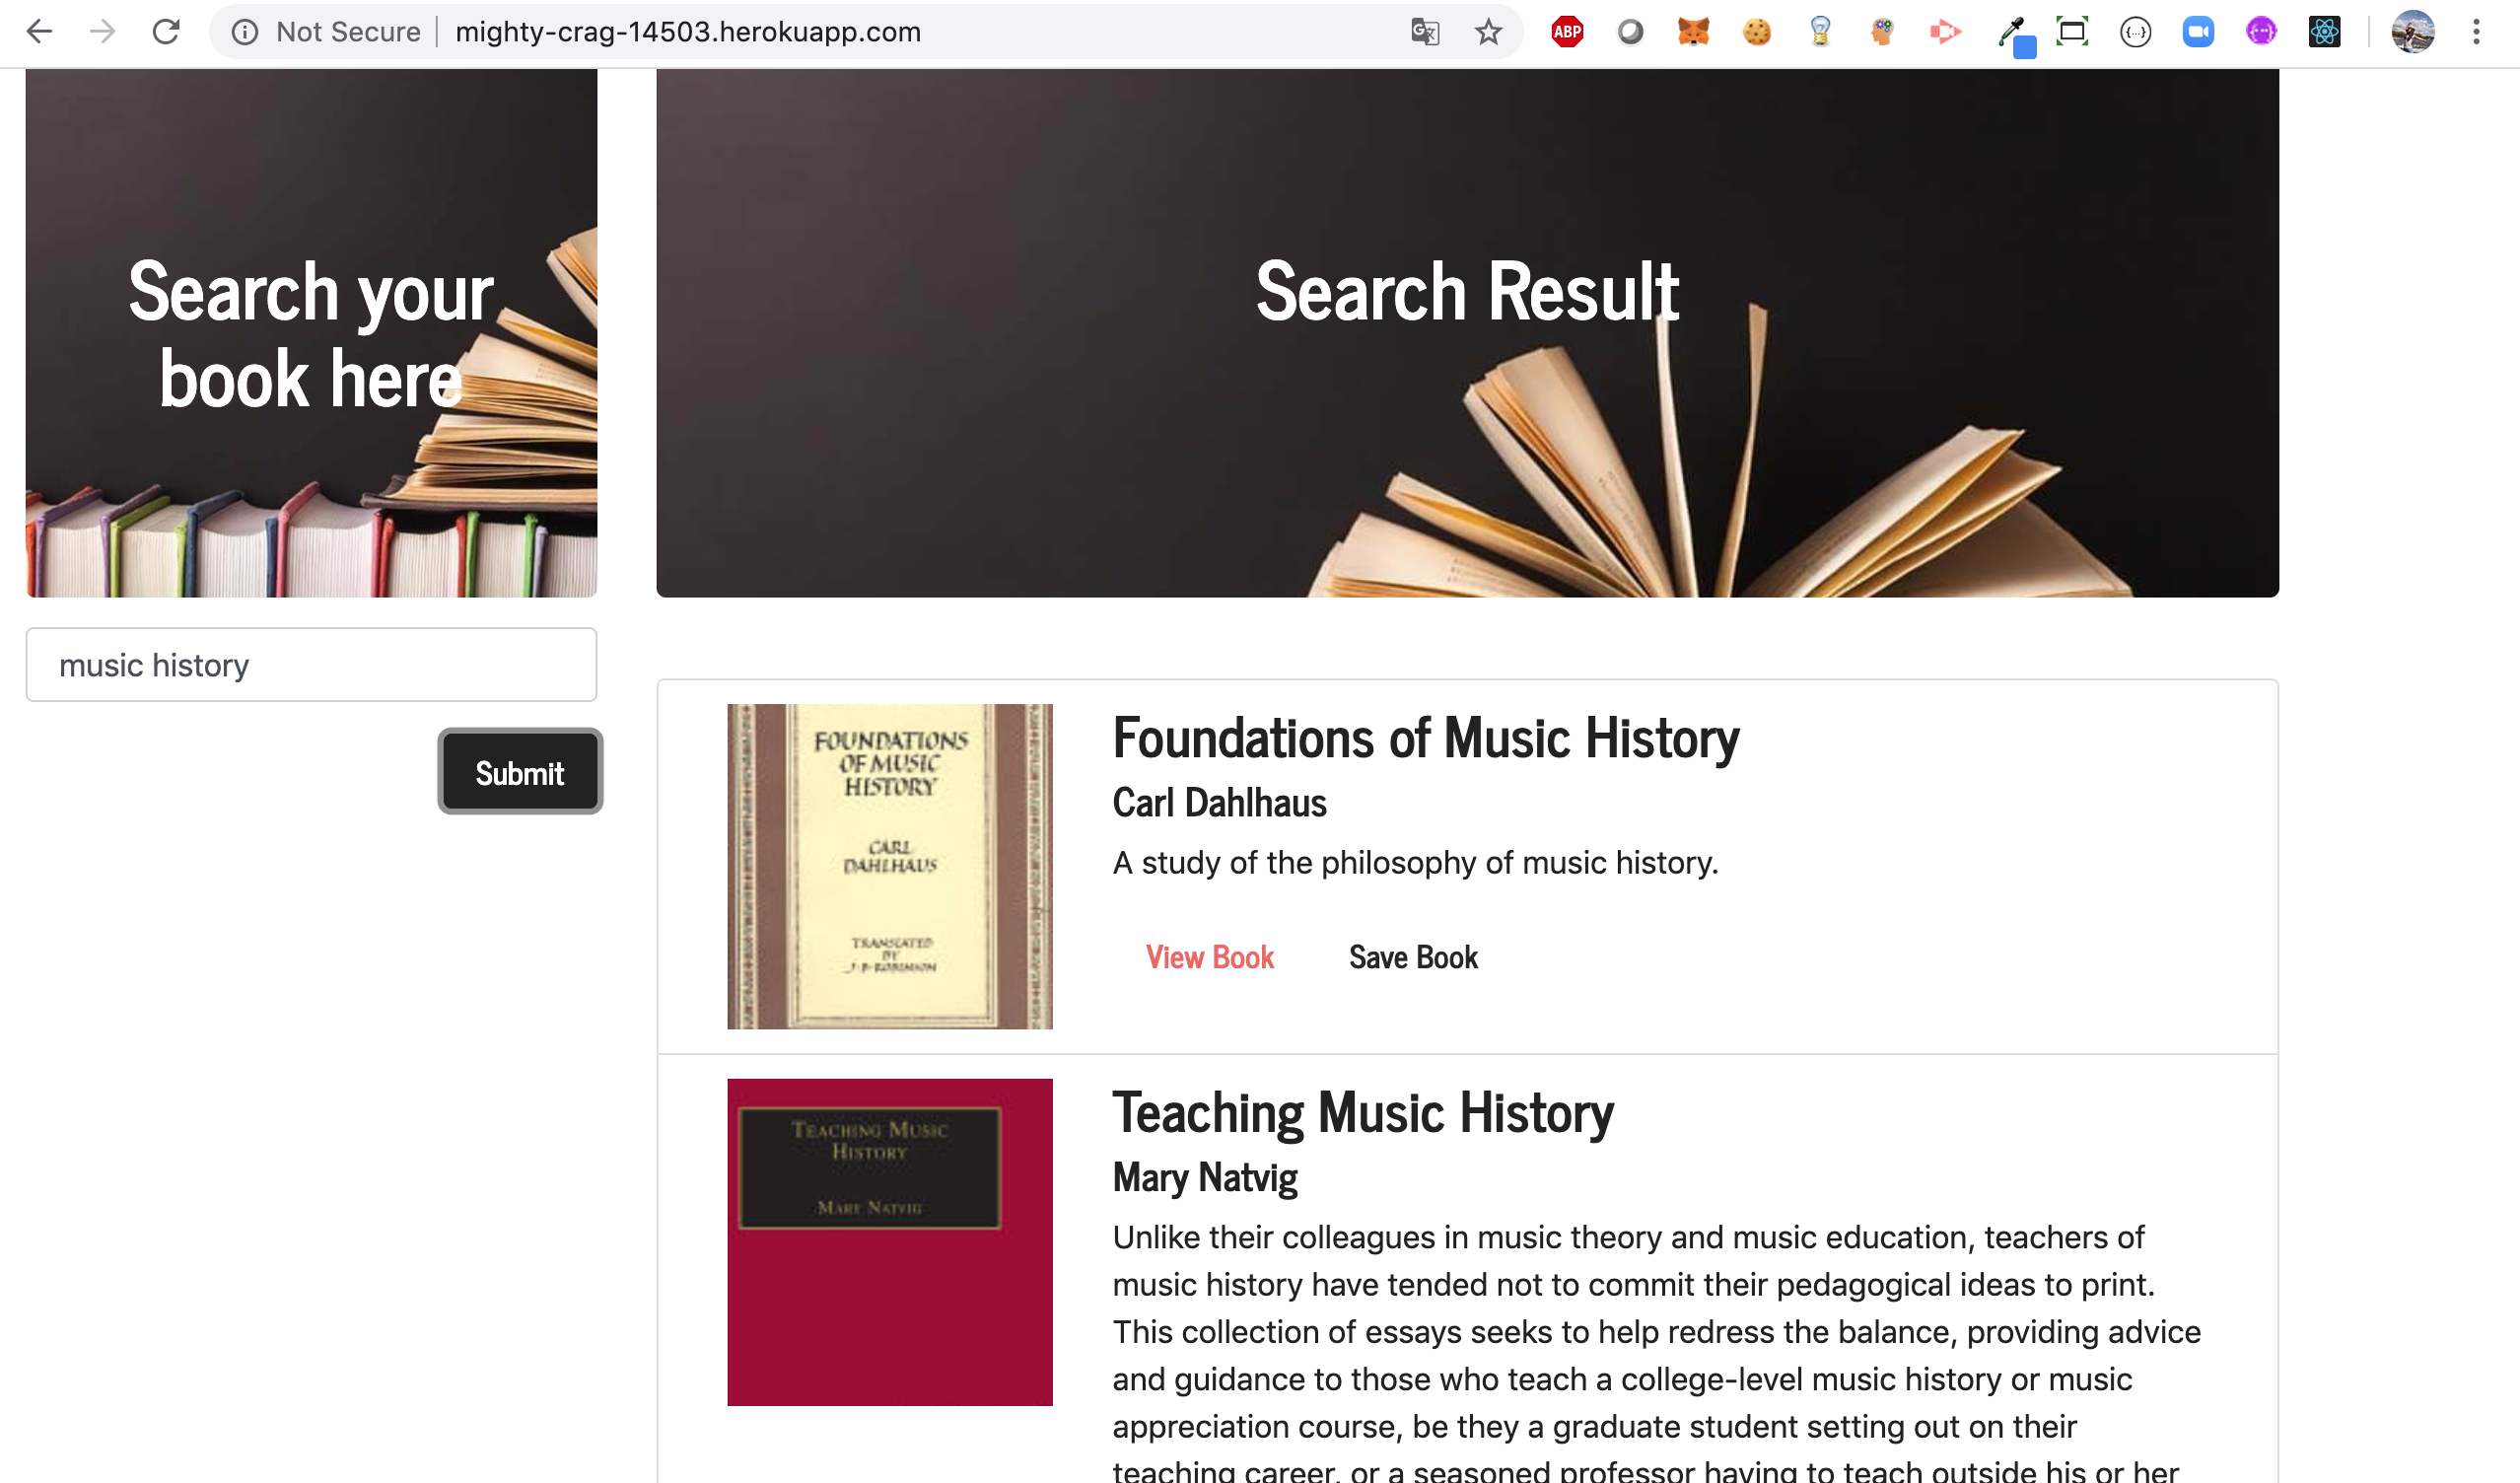 Not Secure
mighty-crag-14503.herokuapp.com
ABP
Search your
book here
Search Result
music history
Submit
FOUNDATIONS
OF MUSIC
HISTORY
CARL
DAHLHAUS
TRANSLATED
BY
J. B. ROBINSON
Foundations of Music History
Carl Dahlhaus
A study of the philosophy of music history.
View Book
Save Book
TEACHING MUSIC
HISTORY
MARY NATVIG
Teaching Music History
Mary Natvig
Unlike their colleagues in music theory and music education, teachers of
music history have tended not to commit their pedagogical ideas to print.
This collection of essays seeks to help redress the balance, providing advice
and guidance to those who teach a college-level music history or music
appreciation course, be they a graduate student setting out on their
teaching career, or a seasoned professor having to teach outside his or her